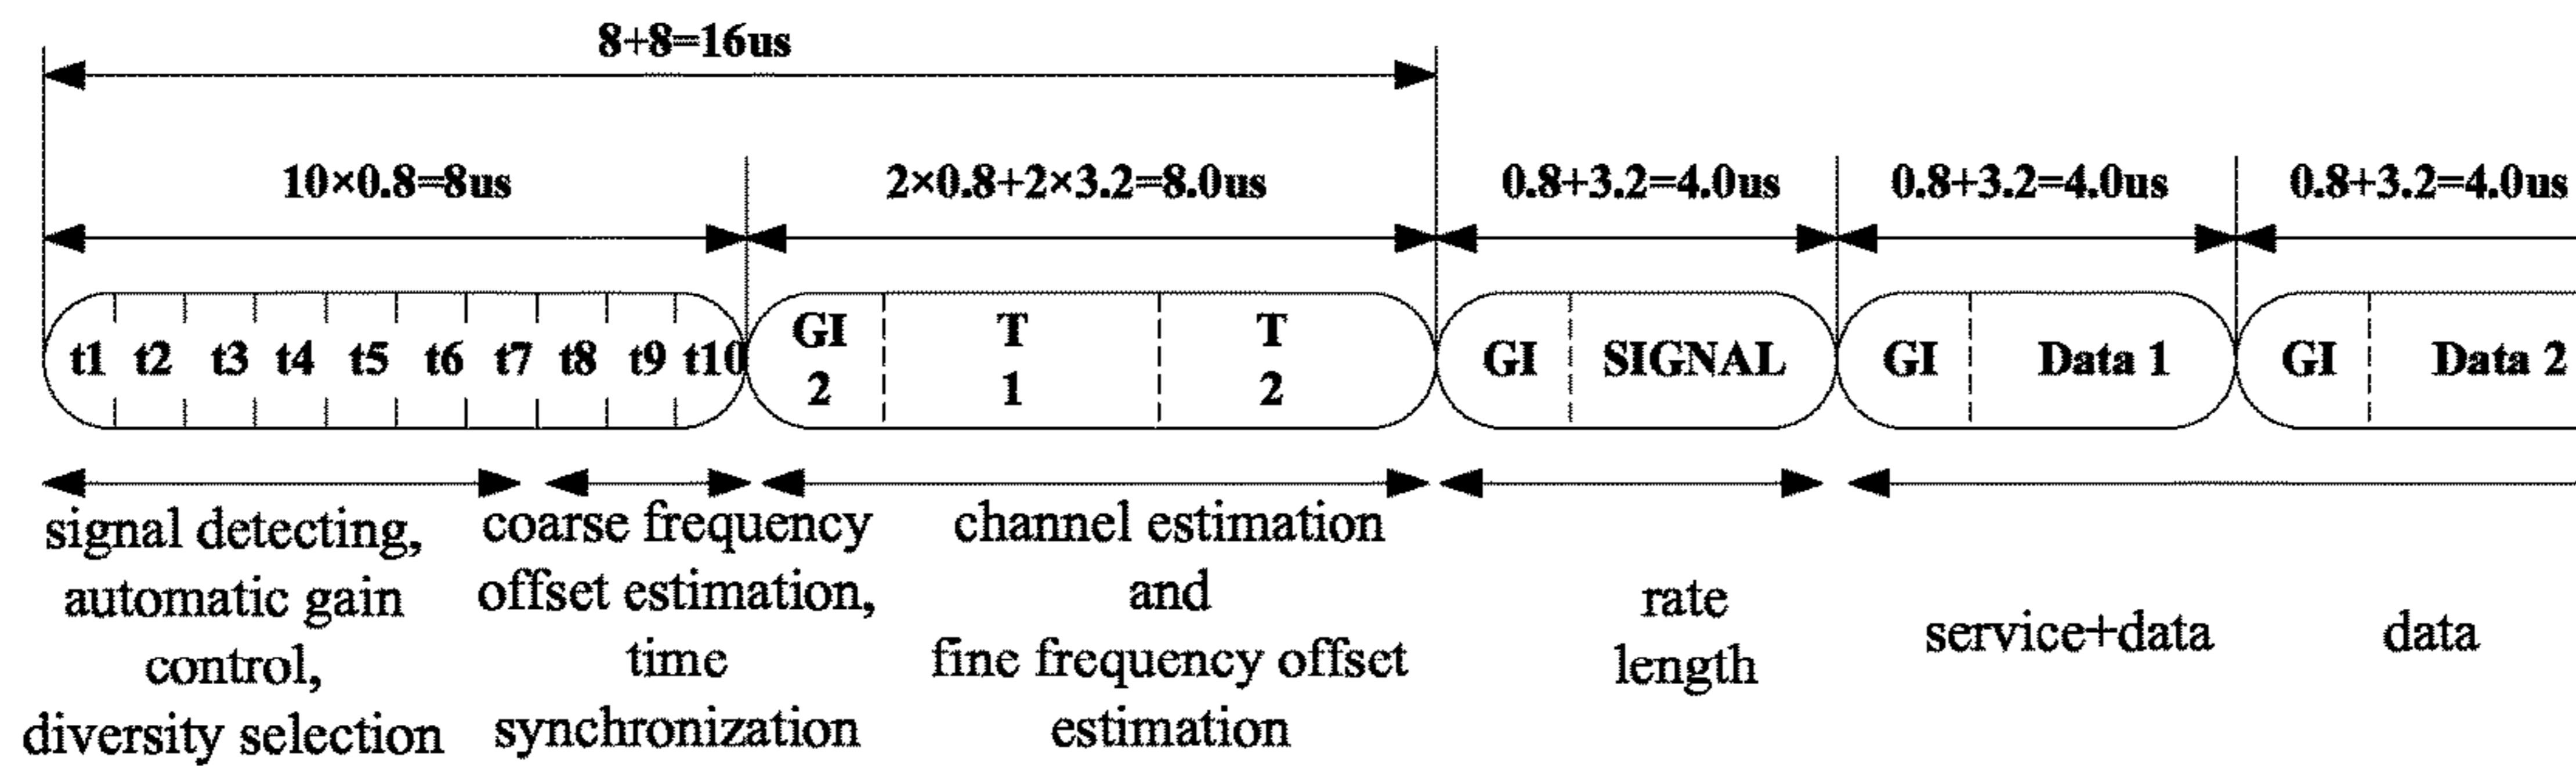 8+8=16us
10×0.8=8us
2×0.8+2×3.2=8.0us
0.8+3.2=4.0us
0.8+3.2=4.0us
0.8+3.2=4.0us
t1 t2 t3 t4 t5 t6 t7 t8 t9 t10
GI
2
T
1
T
2
GI
SIGNAL
GI
Data 1
GI
Data 2
signal detecting,
automatic gain
control,
diversity selection
coarse frequency
offset estimation,
time
synchronization
channel estimation
and
fine frequency offset
estimation
rate
length
service+data
data